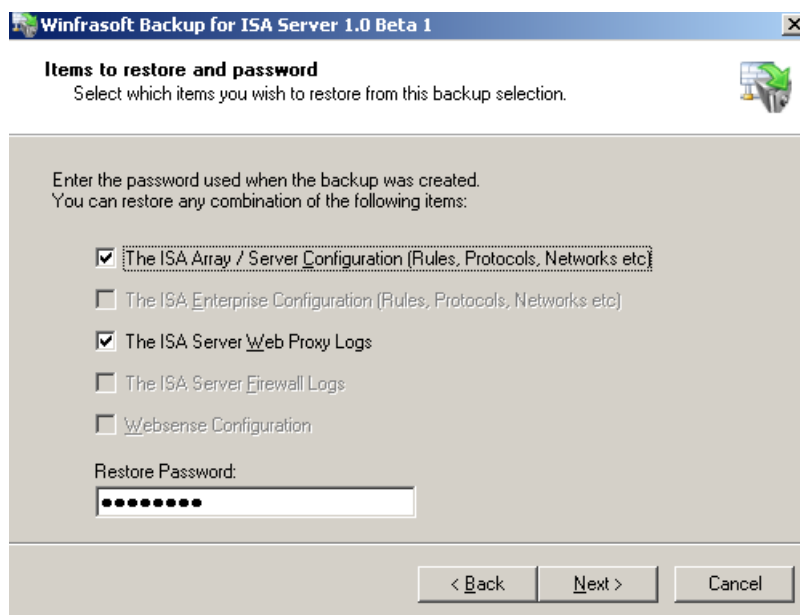 Winfrasoft Backup for ISA Server 1.0 Beta 1
Items to restore and password
Select which items you wish to restore from this backup selection.
Enter the password used when the backup was created.
You can restore any combination of the following items:
The ISA Array / Server Configuration (Rules, Protocols, Networks etc)
The ISA Enterprise Configuration (Rules, Protocols, Networks etc)
The ISA Server Web Proxy Logs
The ISA Server Firewall Logs
Websense Configuration
Restore Password:
●●●●●●●●
< Back Next > Cancel